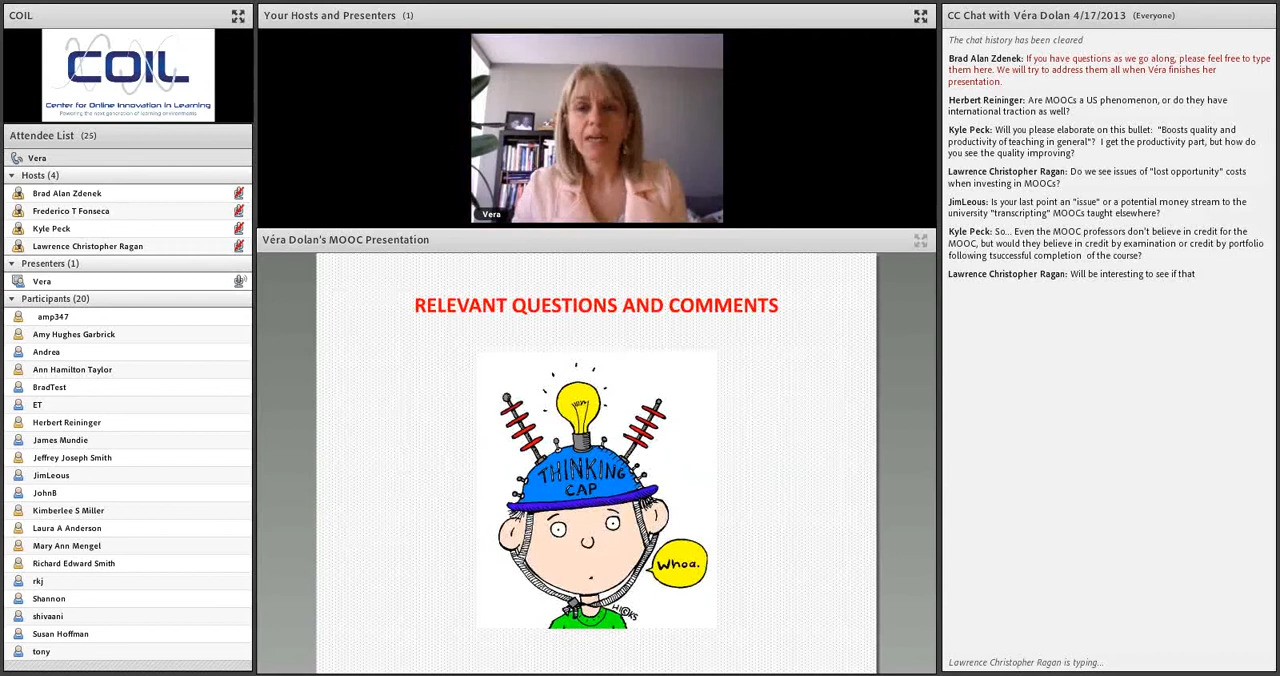 COIL
COIL
Center for Online Innovation in Learning
Powering the next generation of learning environments
Attendee List (25)
Vera
Hosts (4)
Brad Alan Zdenek
Frederico T Fonseca
Kyle Peck
Lawrence Christopher Ragan
Presenters (1)
Vera
Participants (20)
amp347
Amy Hughes Garbrick
Andrea
Ann Hamilton Taylor
BradTest
ET
Herbert Reininger
James Mundie
Jeffrey Joseph Smith
JimLeous
JohnB
Kimberlee S Miller
Laura A Anderson
Mary Ann Mengel
Richard Edward Smith
rkj
Shannon
shivaani
Susan Hoffman
tony
Your Hosts and Presenters (1)
Vera
Véra Dolan's MOOC Presentation
RELEVANT QUESTIONS AND COMMENTS
THINKING
CAP
Whoa.
HICKS
CC Chat with Véra Dolan 4/17/2013 (Everyone)
The chat history has been cleared
Brad Alan Zdenek: If you have questions as we go along, please feel free to type
them here. We will try to address them all when Véra finishes her
presentation.
Herbert Reininger: Are MOOCs a US phenomenon, or do they have
international traction as well?
Kyle Peck: Will you please elaborate on this bullet: "Boosts quality and
productivity of teaching in general"? I get the productivity part, but how do
you see the quality improving?
Lawrence Christopher Ragan: Do we see issues of "lost opportunity" costs
when investing in MOOCs?
JimLeous: Is your last point an "issue" or a potential money stream to the
university "transcripting" MOOCs taught elsewhere?
Kyle Peck: So... Even the MOOC professors don't believe in credit for the
MOOC, but would they believe in credit by examination or credit by portfolio
following tsuccessful completion of the course?
Lawrence Christopher Ragan: Will be interesting to see if that
Lawrence Christopher Ragan is typing...